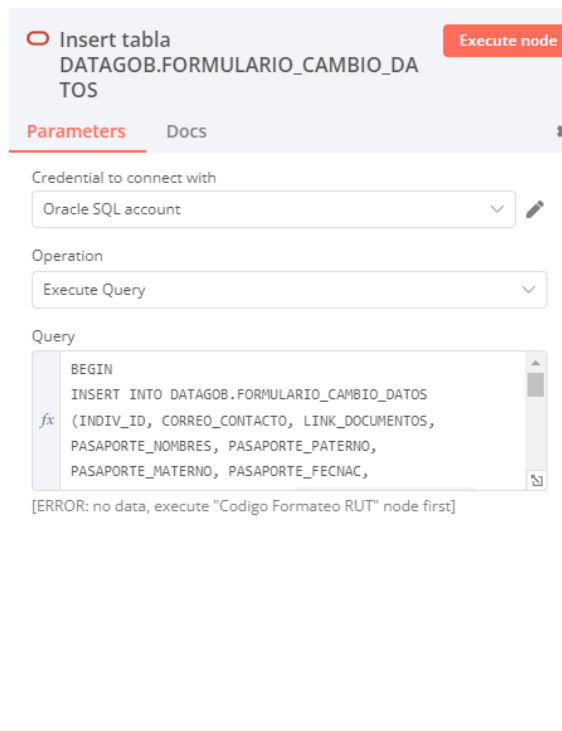 Insert tabla
DATAGOB.FORMULARIO_CAMBIO_DA
TOS
Execute node
Parameters
Docs
Credential to connect with
Oracle SQL account
Operation
Execute Query
Query
BEGIN
INSERT INTO DATAGOB.FORMULARIO_CAMBIO_DATOS
fx
(INDIV_ID, CORREO_CONTACTO, LINK_DOCUMENTOS,
PASAPORTE_NOMBRES, PASAPORTE_PATERNO,
PASAPORTE_MATERNO, PASAPORTE_FECNAC,
[ERROR: no data, execute "Codigo Formateo RUT" node first]